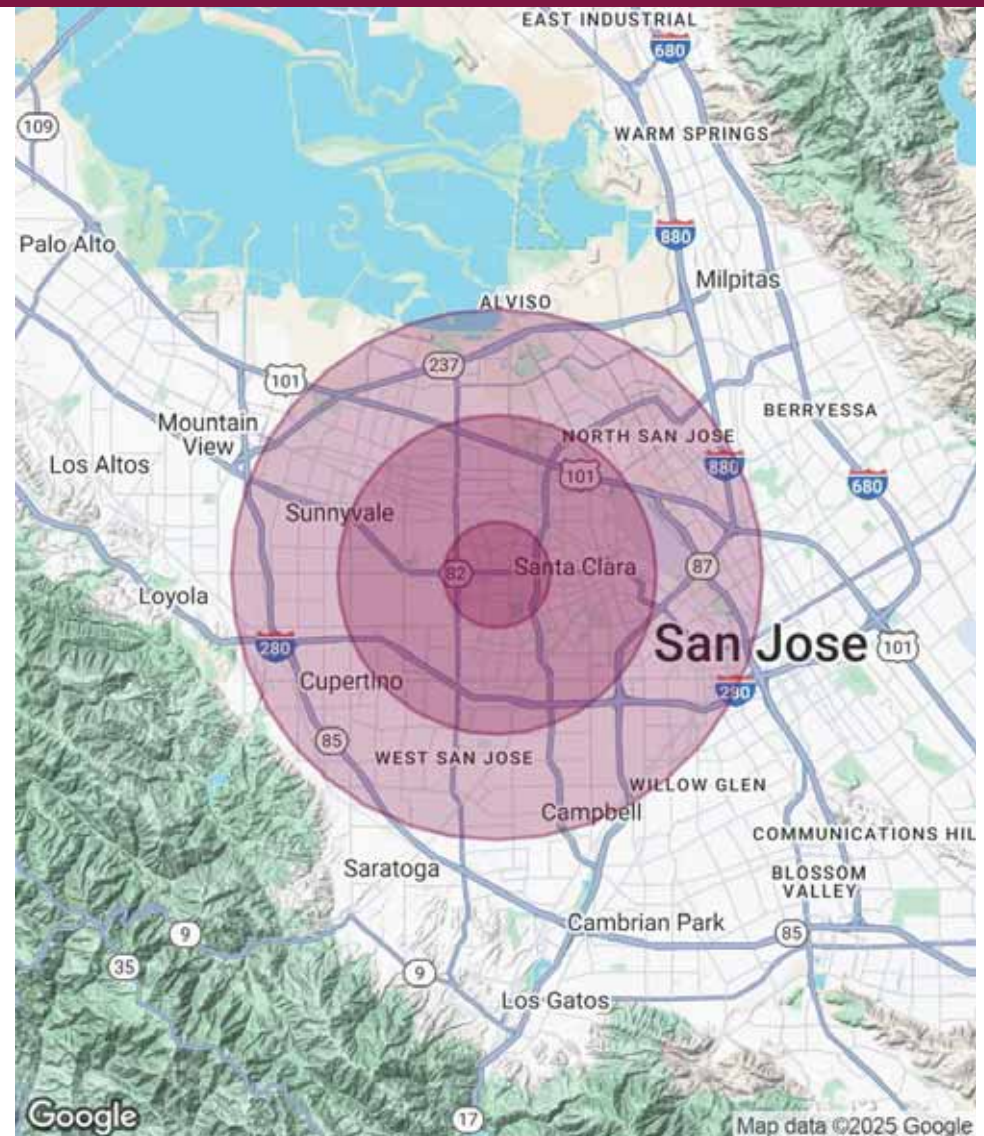 EAST INDUSTRIAL
680
109
WARM SPRINGS
880
Palo Alto
Milpitas
ALVISO
237
101
BERRYESSA
Mountain
View
NORTH SAN JOSE
Los Altos
880
101
680
Sunnyvale
82
Santa Clara
87
Loyola
San Jose
101
280
Cupertino
280
85
WEST SAN JOSE
WILLOW GLEN
Campbell
COMMUNICATIONS HIL
Saratoga
BLOSSOM
VALLEY
Cambrian Park
9
85
35
9
Los Gatos
17
Google
Map data ©2025 Google